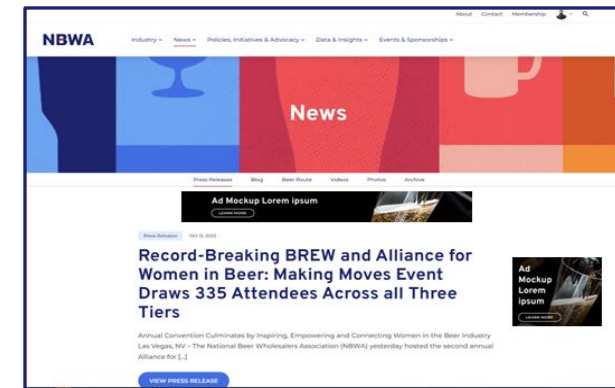 About Contact Membership
NBWA Industry News Policies, Initiatives & Advocacy Data & Insights Events & Sponsorships
News
Press Releases Blog Beer Route Videos Photos Archive
Ad Mockup Lorem ipsum
LEARN MORE
Press Releases Oct 12, 2023
Record-Breaking BREW and Alliance for
Women in Beer: Making Moves Event
Draws 335 Attendees Across all Three
Tiers
Annual Convention Culminates by Inspiring, Empowering and Connecting Women in the Beer Industry
Las Vegas, NV – The National Beer Wholesalers Association (NBWA) yesterday hosted the second annual
Alliance for [...]
VIEW PRESS RELEASE
Ad
Mockup
Lorem
ipsum
LEARN MORE